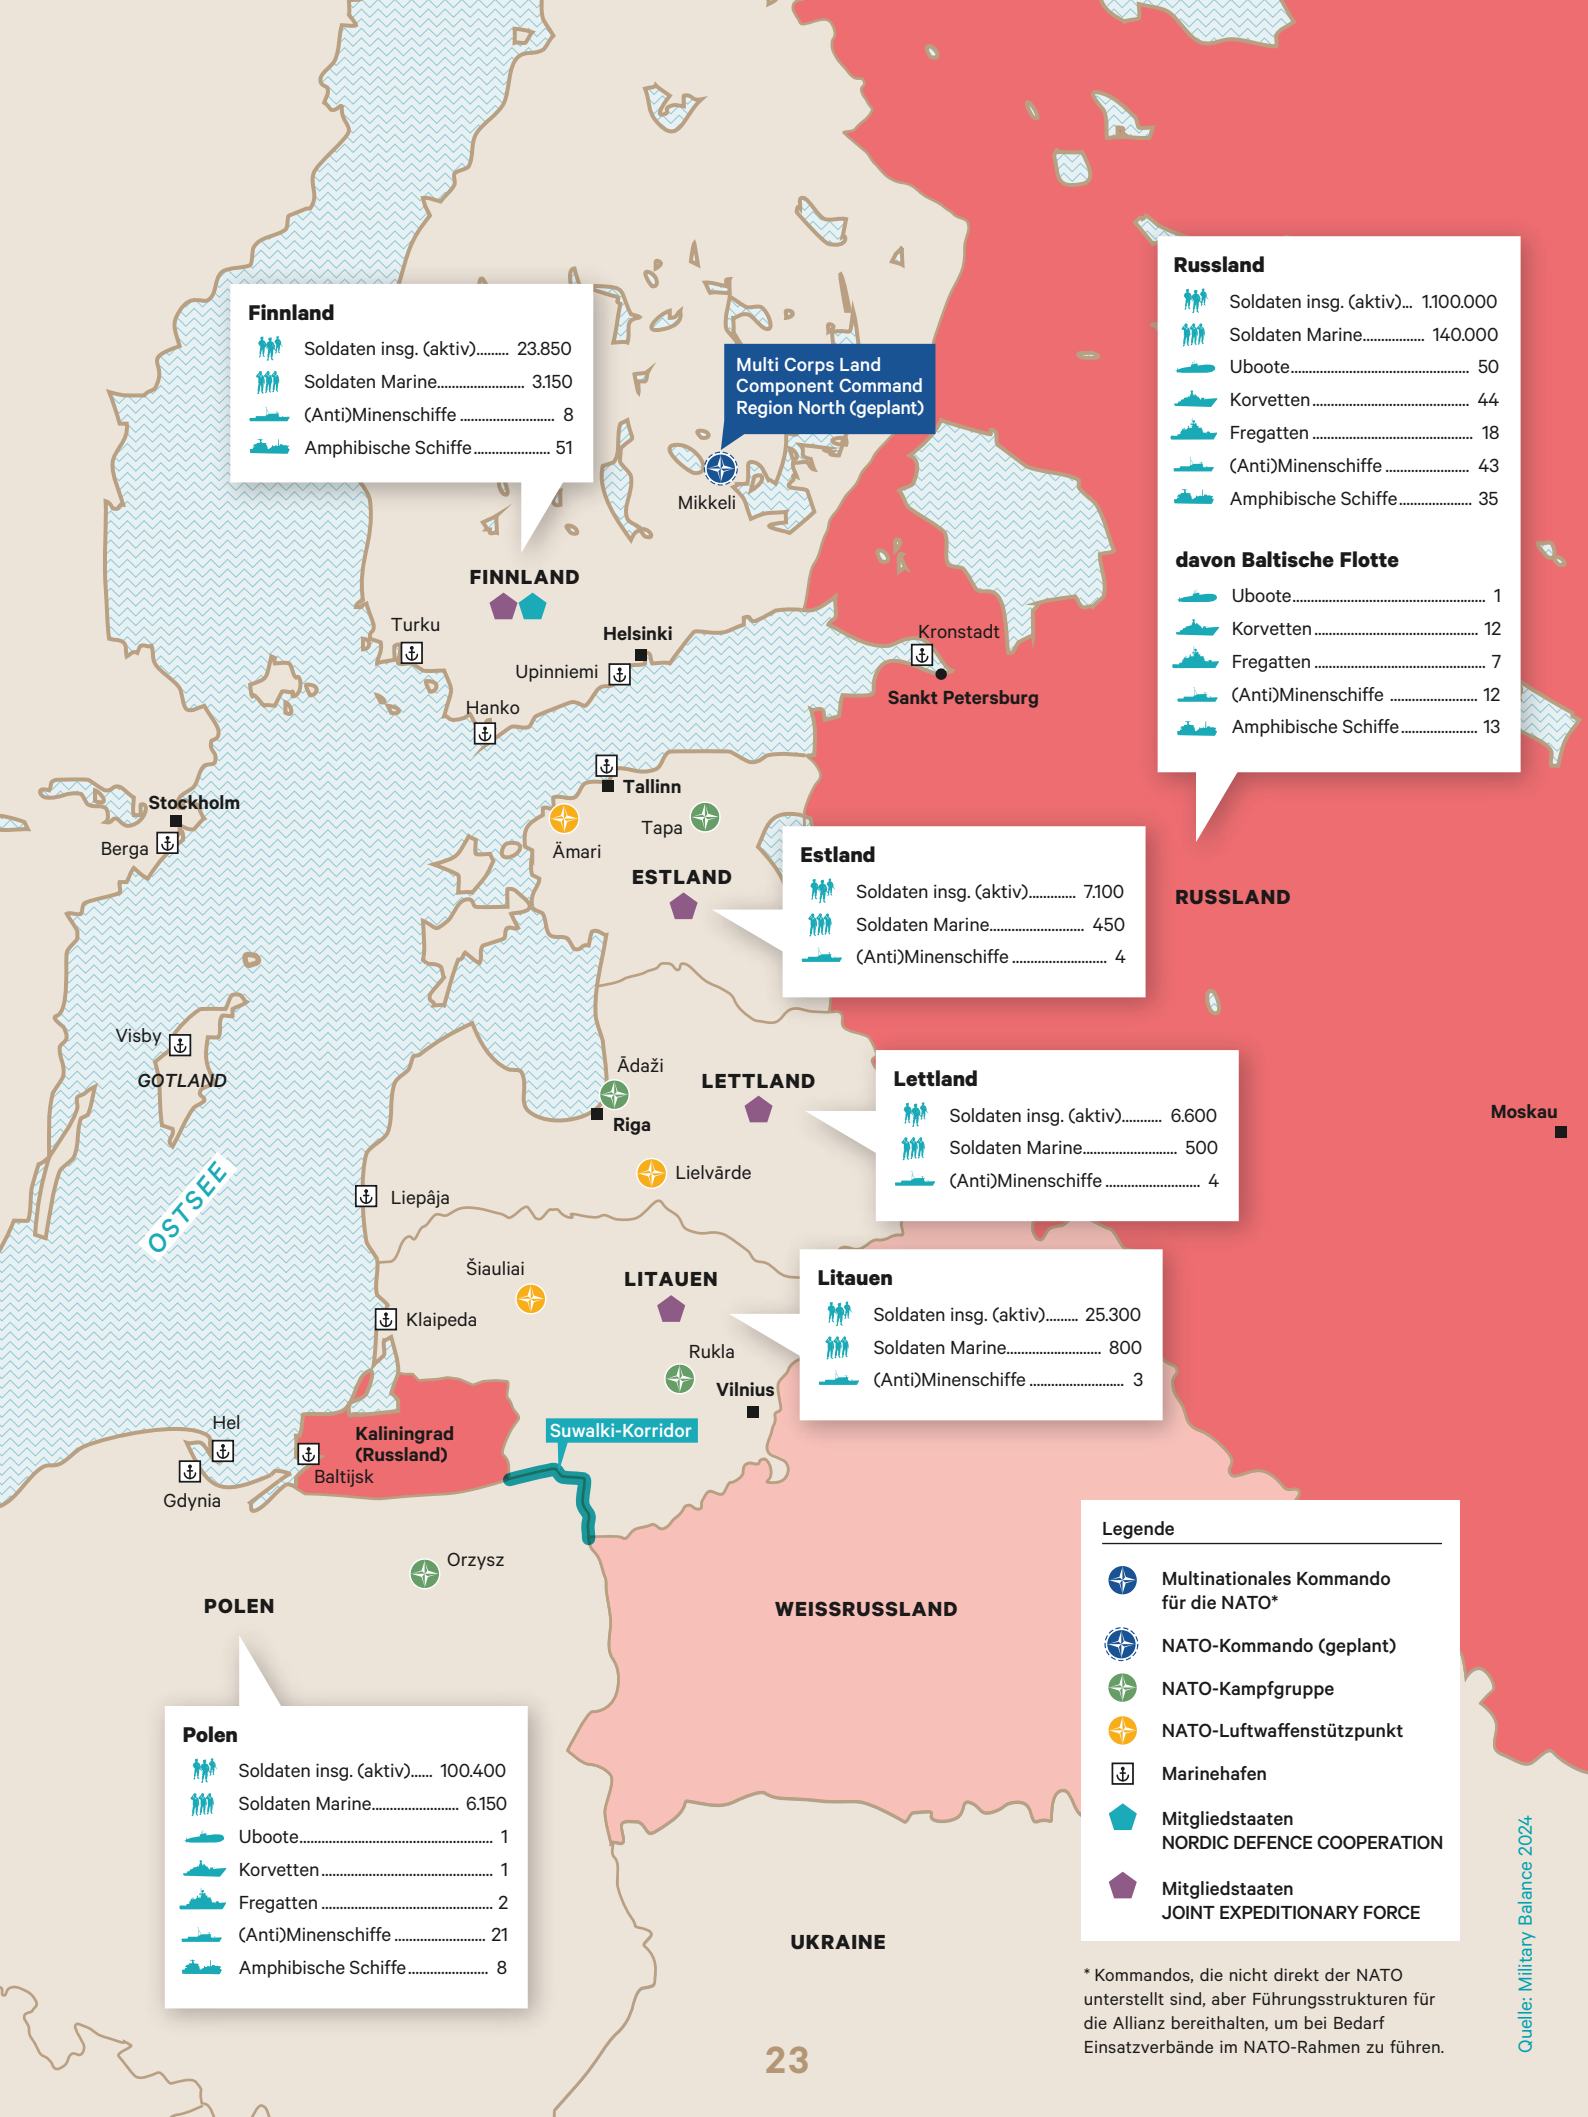 Finnland
Soldaten insg. (aktiv)......... 23.850
Soldaten Marine....................... 3.150
(Anti)Minenschiffe ......................... 8
Amphibische Schiffe.................... 51
Multi Corps Land
Component Command
Region North (geplant)
Mikkeli
FINNLAND
Turku
Helsinki
Upinniemi
Hanko
Kronstadt
Sankt Petersburg
Russland
Soldaten insg. (aktiv)... 1.100.000
Soldaten Marine................ 140.000
Uboote............................................... 50
Korvetten.......................................... 44
Fregatten .......................................... 18
(Anti)Minenschiffe ...................... 43
Amphibische Schiffe................... 35
davon Baltische Flotte
Uboote................................................... 1
Korvetten........................................... 12
Fregatten ............................................. 7
(Anti)Minenschiffe ....................... 12
Amphibische Schiffe.................... 13
RUSSLAND
Tallinn
Tapa
Ämari
ESTLAND
Stockholm
Berga
Estland
Soldaten insg. (aktiv)............. 7.100
Soldaten Marine......................... 450
(Anti)Minenschiffe ......................... 4
Visby
GOTLAND
OSTSEE
Ādaži
Riga
LETTLAND
Lielvārde
Liepâja
Lettland
Soldaten insg. (aktiv)........... 6.600
Soldaten Marine......................... 500
(Anti)Minenschiffe ......................... 4
Moskau
Šiauliai
LITAUEN
Klaipeda
Rukla
Vilnius
Litauen
Soldaten insg. (aktiv)......... 25.300
Soldaten Marine......................... 800
(Anti)Minenschiffe ......................... 3
Suwalki-Korridor
Hel
Gdynia
Kaliningrad
(Russland)
Baltijsk
Orzysz
POLEN
WEISSRUSSLAND
UKRAINE
Polen
Soldaten insg. (aktiv)...... 100.400
Soldaten Marine....................... 6.150
Uboote................................................... 1
Korvetten.............................................. 1
Fregatten .............................................. 2
(Anti)Minenschiffe ........................ 21
Amphibische Schiffe..................... 8
Legende
Multinationales Kommando
für die NATO*
NATO-Kommando (geplant)
NATO-Kampfgruppe
NATO-Luftwaffenstützpunkt
Marinehafen
Mitgliedstaaten
NORDIC DEFENCE COOPERATION
Mitgliedstaaten
JOINT EXPEDITIONARY FORCE
* Kommandos, die nicht direkt der NATO
unterstellt sind, aber Führungsstrukturen für
die Allianz bereithalten, um bei Bedarf
Einsatzverbände im NATO-Rahmen zu führen.
Quelle: Military Balance 2024
23